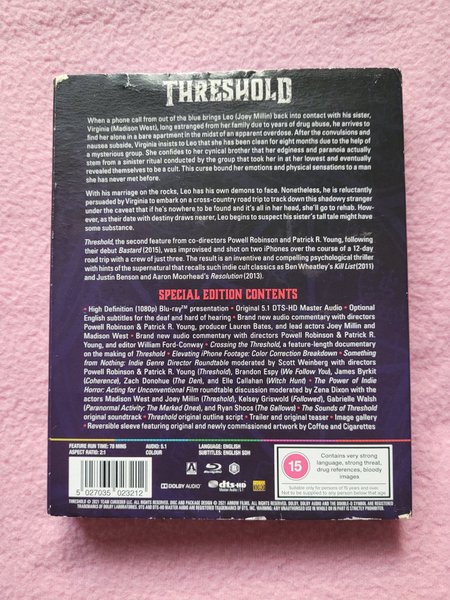 THRESHOLD
When a phone call from out of the blue brings Leo (Joey Millin) back into contact with his sister,
Virginia (Madison West), long estranged from her family due to years of drug abuse, he arrives to
find her alone in a bare apartment in the midst of an apparent overdose. After the convulsions and
nausea subside, Virginia insists to Leo that she has been clean for eight months due to the help of
a mysterious group. She confides to her cynical brother that her edginess and paranoia actually
stem from a sinister ritual conducted by the group that took her in at her lowest and eventually
revealed themselves to be a cult. This curse bound her emotions and physical sensations to a man
she has never met before.
With his marriage on the rocks, Leo has his own demons to face. Nonetheless, he is reluctantly
persuaded by Virginia to embark on a cross-country road trip to track down this shadowy stranger
under the caveat that if he's nowhere to be found and it's all in her head, she'll go to rehab. How-
ever, as their date with destiny draws nearer, Leo begins to suspect his sister's tall tale might have
some substance.
Threshold, the second feature from co-directors Powell Robinson and Patrick R. Young, following
their debut Bastard (2015), was improvised and shot on two iPhones over the course of a 12-day
road trip with a crew of just three. The result is an inventive and compelling psychological thriller
with hints of the supernatural that recalls such indie cult classics as Ben Wheatley's Kill List (2011)
and Justin Benson and Aaron Moorhead's Resolution (2013).
SPECIAL EDITION CONTENTS
• High Definition (1080p) Blu-ray™ presentation • Original 5.1 DTS-HD Master Audio • Optional
English subtitles for the deaf and hard of hearing • Brand new audio commentary with directors
Powell Robinson & Patrick R. Young, producer Lauren Bates, and lead actors Joey Millin and
Madison West • Brand new audio commentary with directors Powell Robinson & Patrick R.
Young, and editor William Ford-Conway • Crossing the Threshold, a feature-length documentary
on the making of Threshold • Elevating iPhone Footage: Color Correction Breakdown • Something
from Nothing: Indie Genre Director Roundtable moderated by Scott Weinberg with directors
Powell Robinson & Patrick R. Young (Threshold), Brandon Espy (We Follow You), James Byrkit
(Coherence), Zach Donohue (The Den), and Elle Callahan (Witch Hunt) • The Power of Indie
Horror: Acting for Unconventional Film roundtable discussion moderated by Zena Dixon with the actors
Madison West and Joey Millin (Threshold), Kelsey Griswold (Followed), Gabrielle Walsh
(Paranormal Activity: The Marked Ones), and Ryan Shoos (The Gallows) • The Sounds of Threshold
original soundtrack • Threshold original outline script • Trailer and original teaser • Image gallery
• Reversible sleeve featuring original and newly commissioned artwork by Coffee and Cigarettes
FEATURE RUN TIME: 78 MINS
ASPECT RATIO: 2:1
AUDIO: 5.1
COLOUR
LANGUAGE: ENGLISH
SUBTITLES: ENGLISH SDH
5 027035 023212
DOLBY AUDIO
dts-HD
Master Audio
15
Contains very strong
language, strong threat,
drug references, bloody
images
Suitable only for persons of 15 years and over.
Not to be supplied to any person below that age.